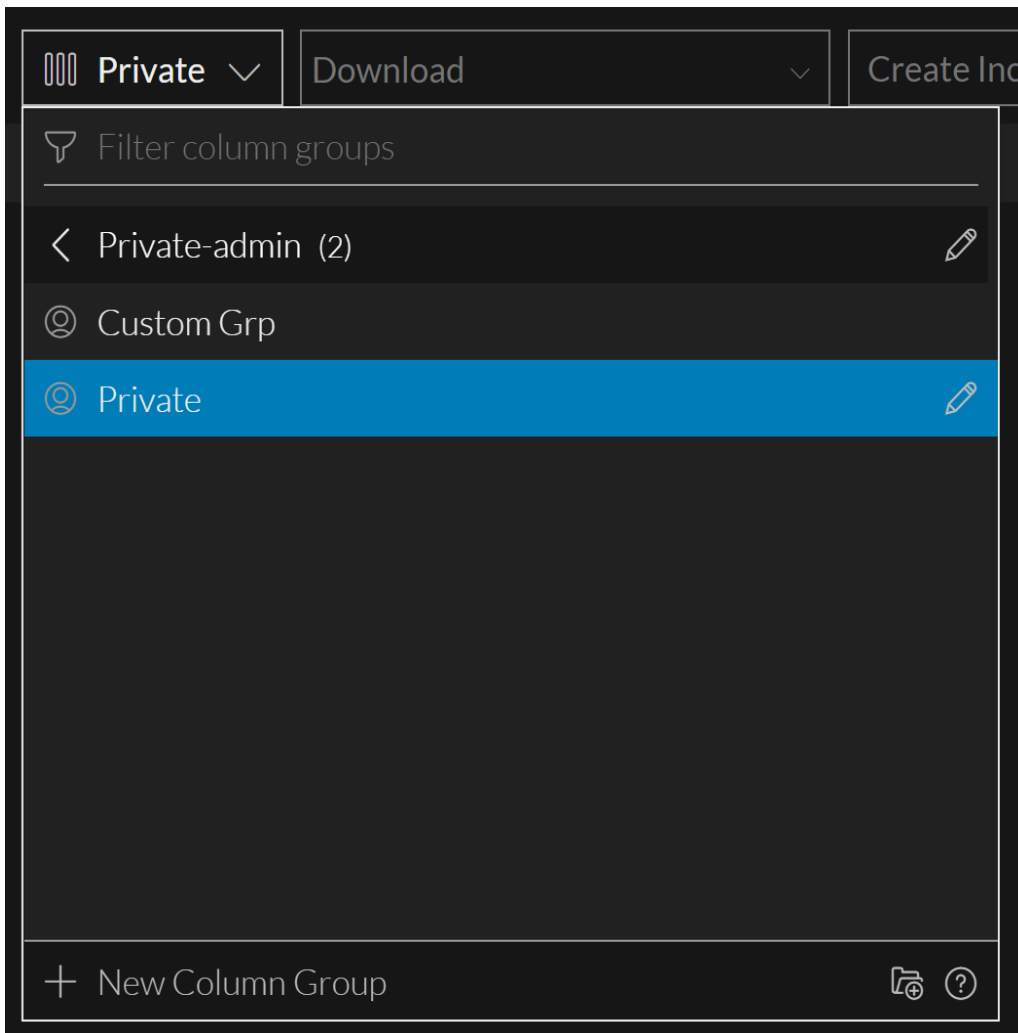 Private Download Create Inc
Filter column groups
Private-admin (2)
Custom Grp
Private
New Column Group